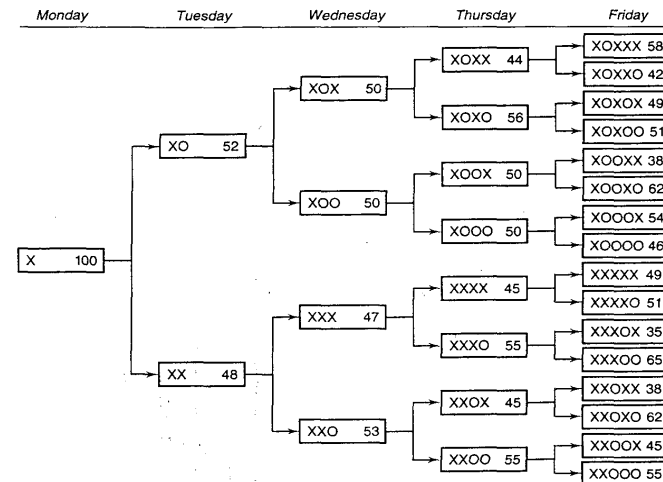 Monday Tuesday Wednesday Thursday Friday
XOXXX 58
XOXX 44
XOXXO 42
XOX 50
XOXOX 49
XOXO 56
XOXOO 51
XO 52
XOOXX 38
XOOX 50
XOOXO 62
XOO 50
XOOOX 54
XOOO 50
XOOOO 46
X 100
XXXXX 49
XXXX 45
XXXXO 51
XXX 47
XXXOX 35
XXXO 55
XXXOO 65
XX 48
XXOXX 38
XXOX 45
XXOXO 62
XXO 53
XXOOX 45
XXOO 55
XXOOO 55